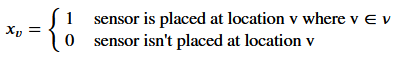 x_v = { 1 sensor is placed at location v where v ∈ v
0 sensor isn't placed at location v